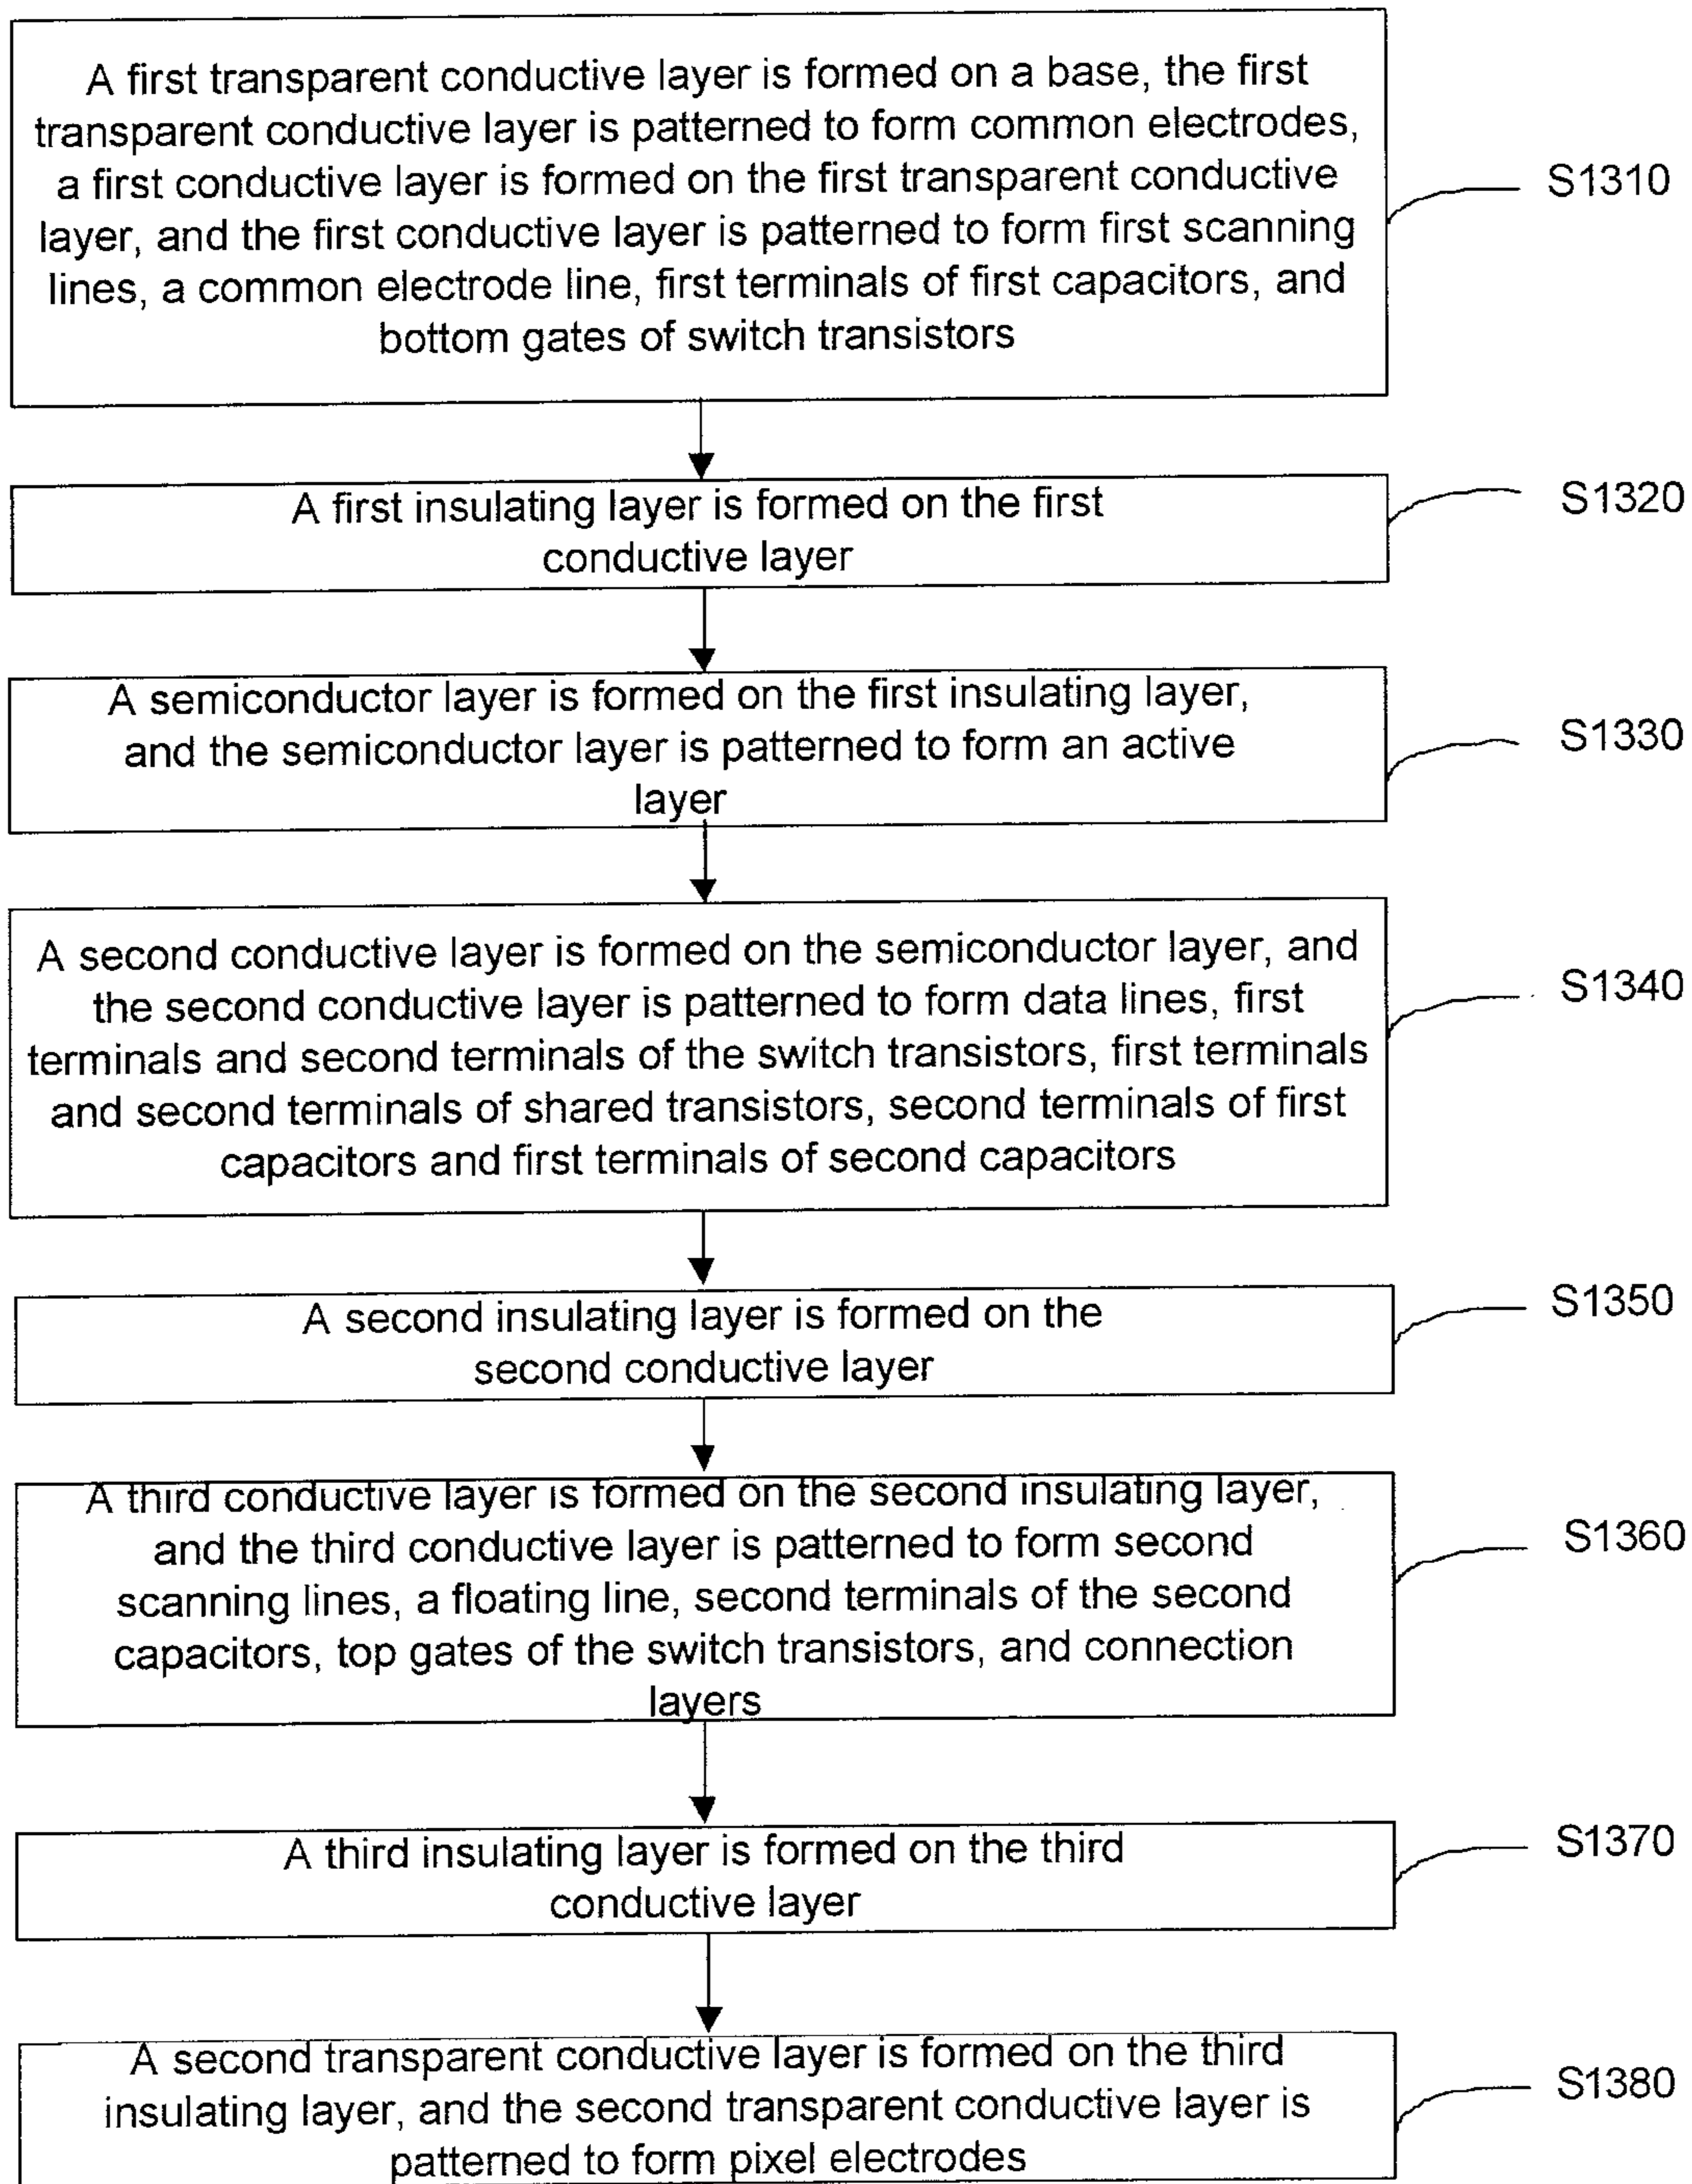 A first transparent conductive layer is formed on a base, the first
transparent conductive layer is patterned to form common electrodes,
a first conductive layer is formed on the first transparent conductive
layer, and the first conductive layer is patterned to form first scanning
lines, a common electrode line, first terminals of first capacitors, and
bottom gates of switch transistors
S1310
A first insulating layer is formed on the first
conductive layer
S1320
A semiconductor layer is formed on the first insulating layer,
and the semiconductor layer is patterned to form an active
layer
S1330
A second conductive layer is formed on the semiconductor layer, and
the second conductive layer is patterned to form data lines, first
terminals and second terminals of the switch transistors, first terminals
and second terminals of shared transistors, second terminals of first
capacitors and first terminals of second capacitors
S1340
A second insulating layer is formed on the
second conductive layer
S1350
A third conductive layer is formed on the second insulating layer,
and the third conductive layer is patterned to form second
scanning lines, a floating line, second terminals of the second
capacitors, top gates of the switch transistors, and connection
layers
S1360
A third insulating layer is formed on the third
conductive layer
S1370
A second transparent conductive layer is formed on the third
insulating layer, and the second transparent conductive layer is
patterned to form pixel electrodes
S1380